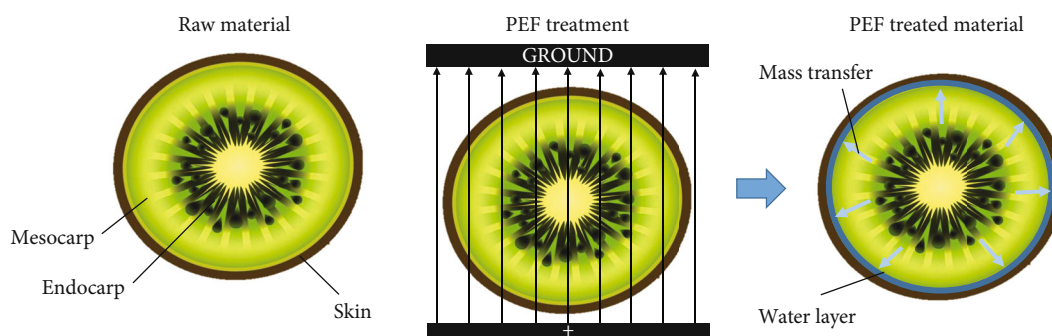 Raw material
PEF treatment
PEF treated material
GROUND
Mass transfer
Mesocarp
Endocarp
Skin
+
Water layer